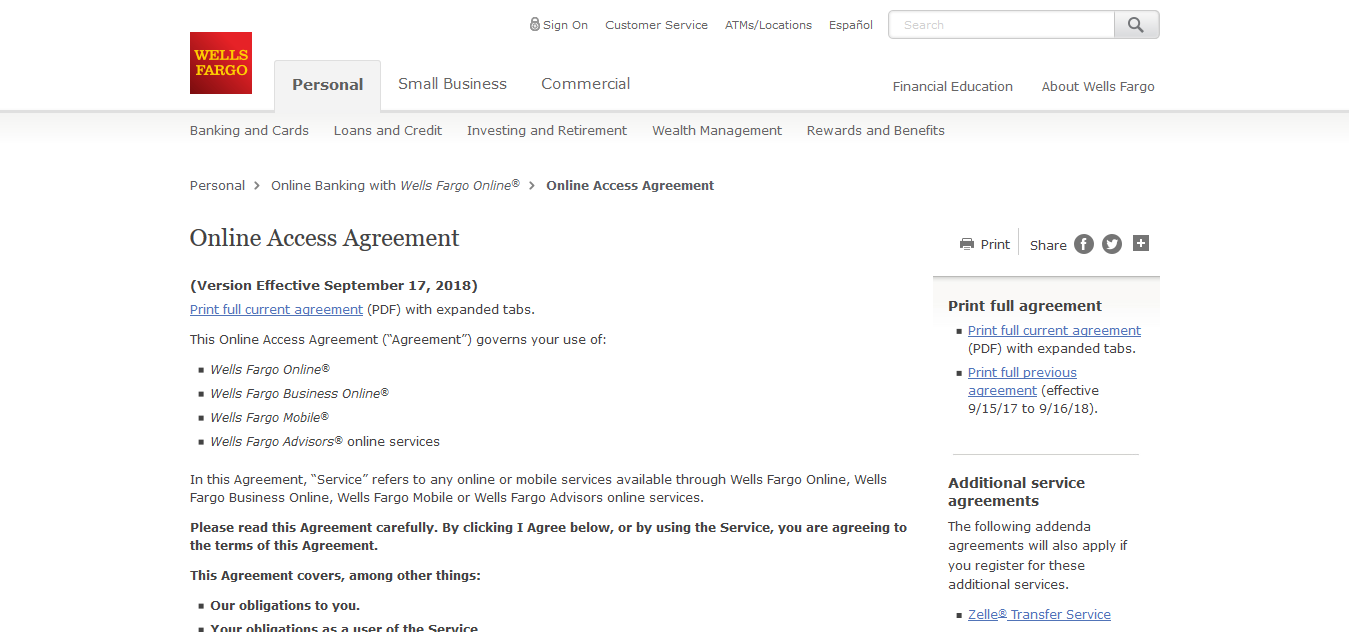 Sign On Customer Service ATMs/Locations Español Search
WELLS
FARGO
Personal Small Business Commercial
Financial Education About Wells Fargo
Banking and Cards Loans and Credit Investing and Retirement Wealth Management Rewards and Benefits
Personal Online Banking with Wells Fargo Online® Online Access Agreement
Online Access Agreement
Print Share
(Version Effective September 17, 2018)
Print full current agreement (PDF) with expanded tabs.
This Online Access Agreement (“Agreement”) governs your use of:
Wells Fargo Online®
Wells Fargo Business Online®
Wells Fargo Mobile®
Wells Fargo Advisors® online services
In this Agreement, “Service” refers to any online or mobile services available through Wells Fargo Online, Wells
Fargo Business Online, Wells Fargo Mobile or Wells Fargo Advisors online services.
Please read this Agreement carefully. By clicking I Agree below, or by using the Service, you are agreeing to
the terms of this Agreement.
This Agreement covers, among other things:
Our obligations to you.
Your obligations as a user of the Service
Print full agreement
Print full current agreement
(PDF) with expanded tabs.
Print full previous
agreement (effective
9/15/17 to 9/16/18).
Additional service
agreements
The following addenda
agreements will also apply if
you register for these
additional services.
Zelle® Transfer Service